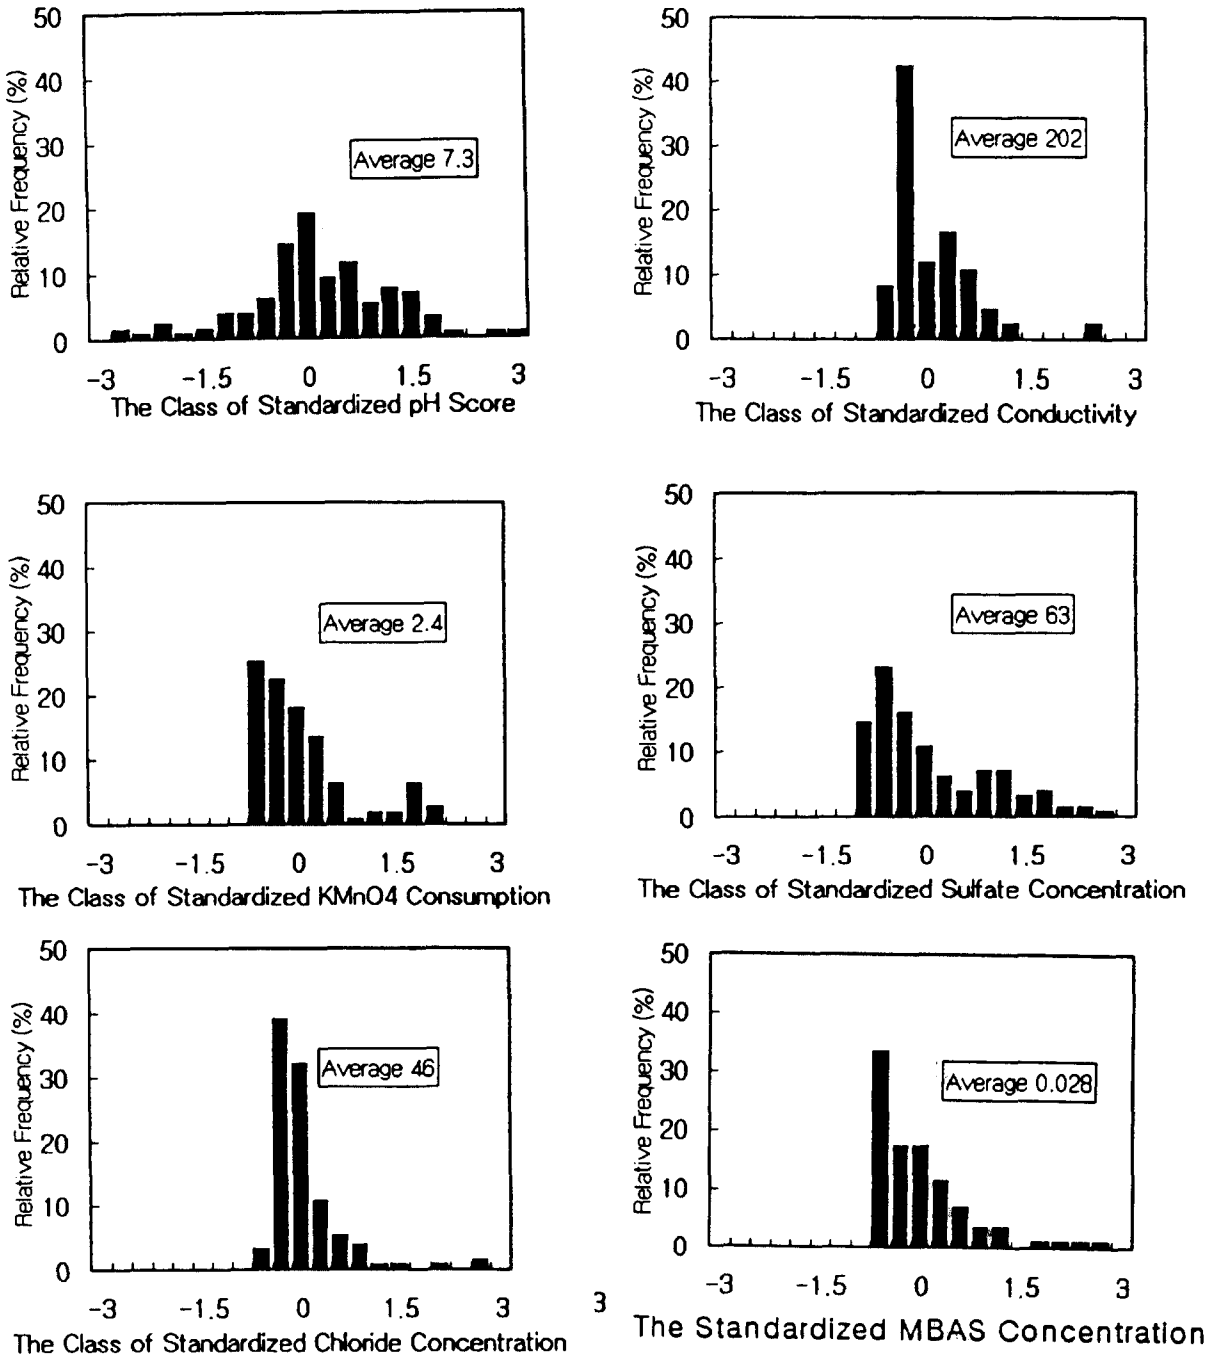 50
40
30
20
10
0
Relative Frequency (%)
Average 7.3
-3 -1.5 0 1.5 3
The Class of Standardized pH Score
50
40
30
20
10
0
Relative Frequency (%)
Average 202
-3 -1.5 0 1.5 3
The Class of Standardized Conductivity
50
40
30
20
10
0
Relative Frequency (%)
Average 2.4
-3 -1.5 0 1.5 3
The Class of Standardized KMnO4 Consumption
50
40
30
20
10
0
Relative Frequency (%)
Average 63
-3 -1.5 0 1.5 3
The Class of Standardized Sulfate Concentration
50
40
30
20
10
0
Relative Frequency (%)
Average 46
-3 -1.5 0 1.5 3
3
The Class of Standardized Chloride Concentration
50
40
30
20
10
0
Relative Frequency (%)
Average 0.028
-3 -1.5 0 1.5 3
The Standardized MBAS Concentration